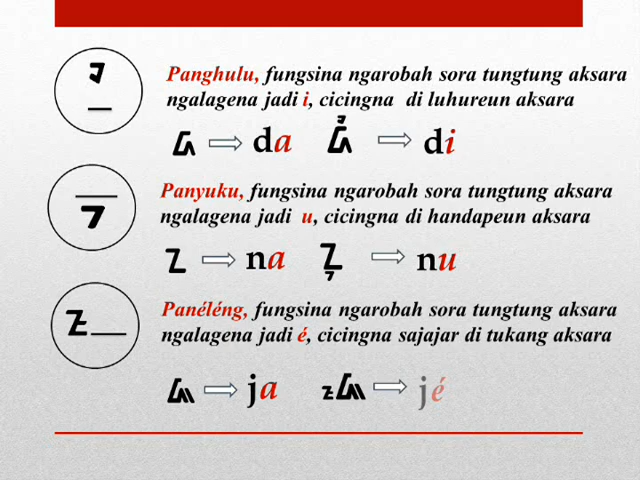 Panghulu, fungsina ngarobah sora tungtung aksara
ngalagena jadi i, cicingna di luhureun aksara
ᮓ da ᮓᮤ di
Panyuku, fungsina ngarobah sora tungtung aksara
ngalagena jadi u, cicingna di handapeun aksara
ᮔ na ᮔᮥ nu
Panéléng, fungsina ngarobah sora tungtung aksara
ngalagena jadi é, cicingna sajajar di tukang aksara
ᮏ ja ᮏᮦ jé